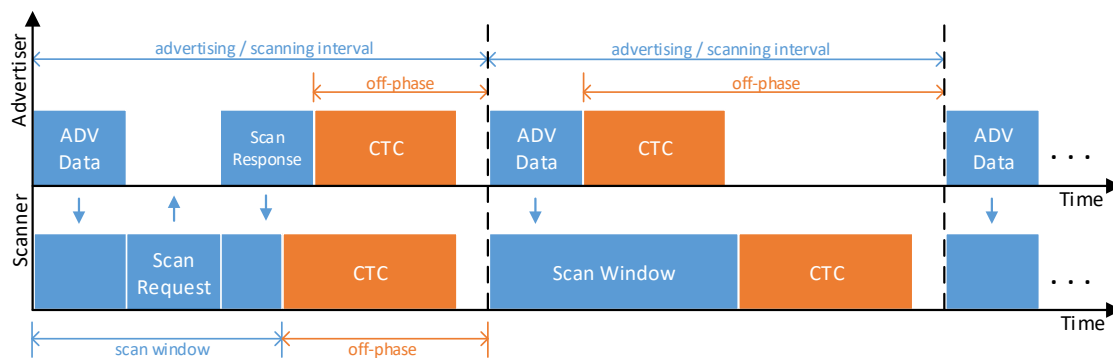 advertising / scanning interval
advertising / scanning interval
off-phase
off-phase
Advertiser
ADV
Data
Scan
Response
CTC
ADV
Data
CTC
ADV
Data
. . .
Time
Scanner
Scan
Request
CTC
Scan Window
CTC
. . .
Time
scan window
off-phase